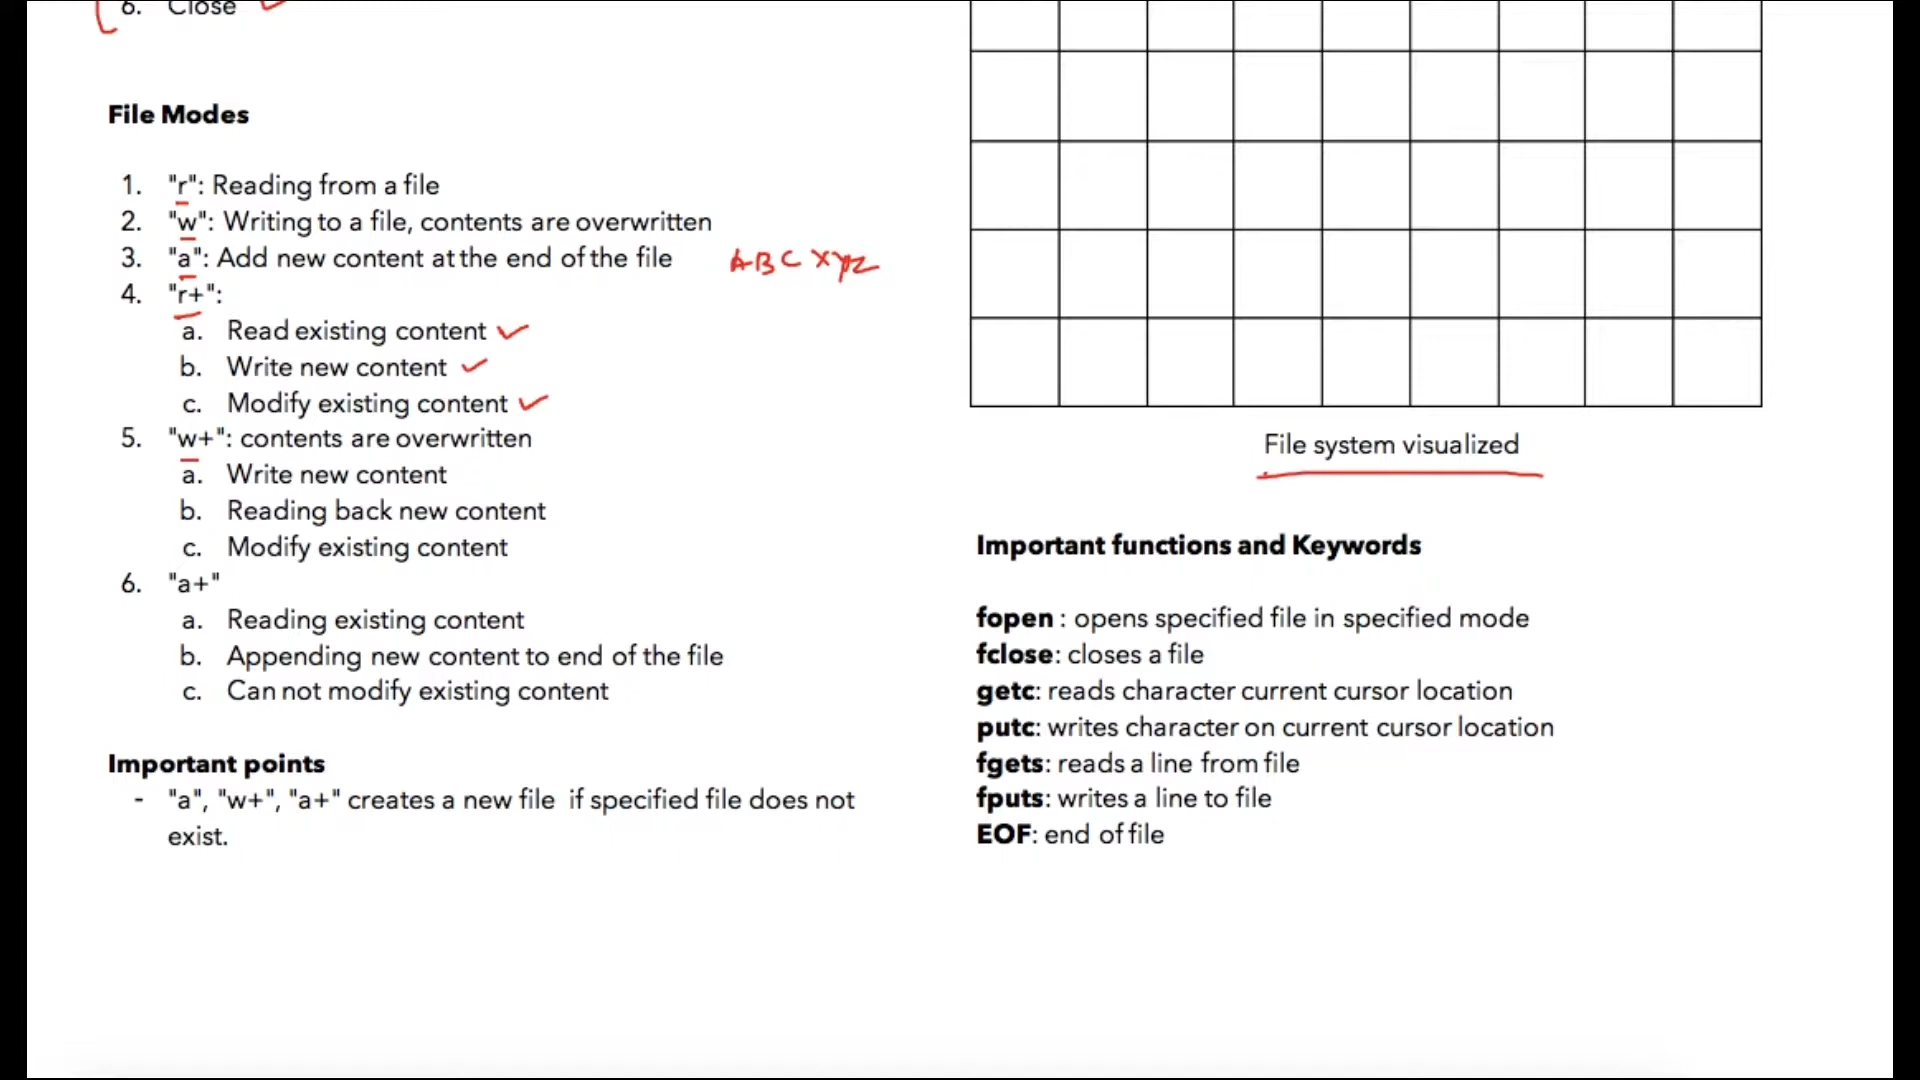 6. Close
File Modes
1. "r": Reading from a file
2. "w": Writing to a file, contents are overwritten
3. "a": Add new content at the end of the file
ABCXYZ
4. "r+":
a. Read existing content
b. Write new content
c. Modify existing content
5. "w+": contents are overwritten
a. Write new content
b. Reading back new content
c. Modify existing content
6. "a+"
a. Reading existing content
b. Appending new content to end of the file
c. Can not modify existing content
Important points
- "a", "w+", "a+" creates a new file if specified file does not
exist.
File system visualized
Important functions and Keywords
fopen : opens specified file in specified mode
fclose: closes a file
getc: reads character current cursor location
putc: writes character on current cursor location
fgets: reads a line from file
fputs: writes a line to file
EOF: end of file